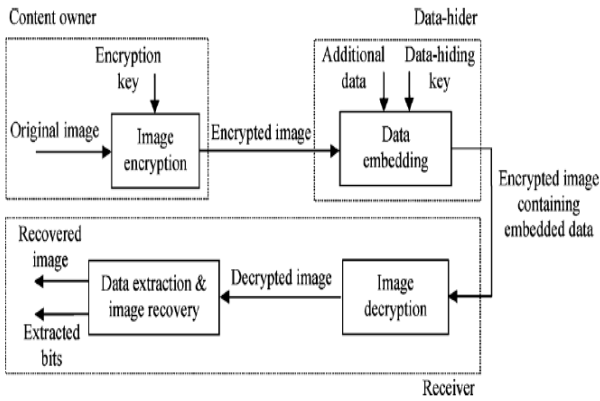 Content owner
Data-hider
Encryption
key
Additional
data
Data-hiding
key
Original image
Image
encryption
Encrypted image
Data
embedding
Encrypted image
containing
embedded data
Recovered
image
Extracted
bits
Data extraction &
image recovery
Decrypted image
Image
decryption
Receiver